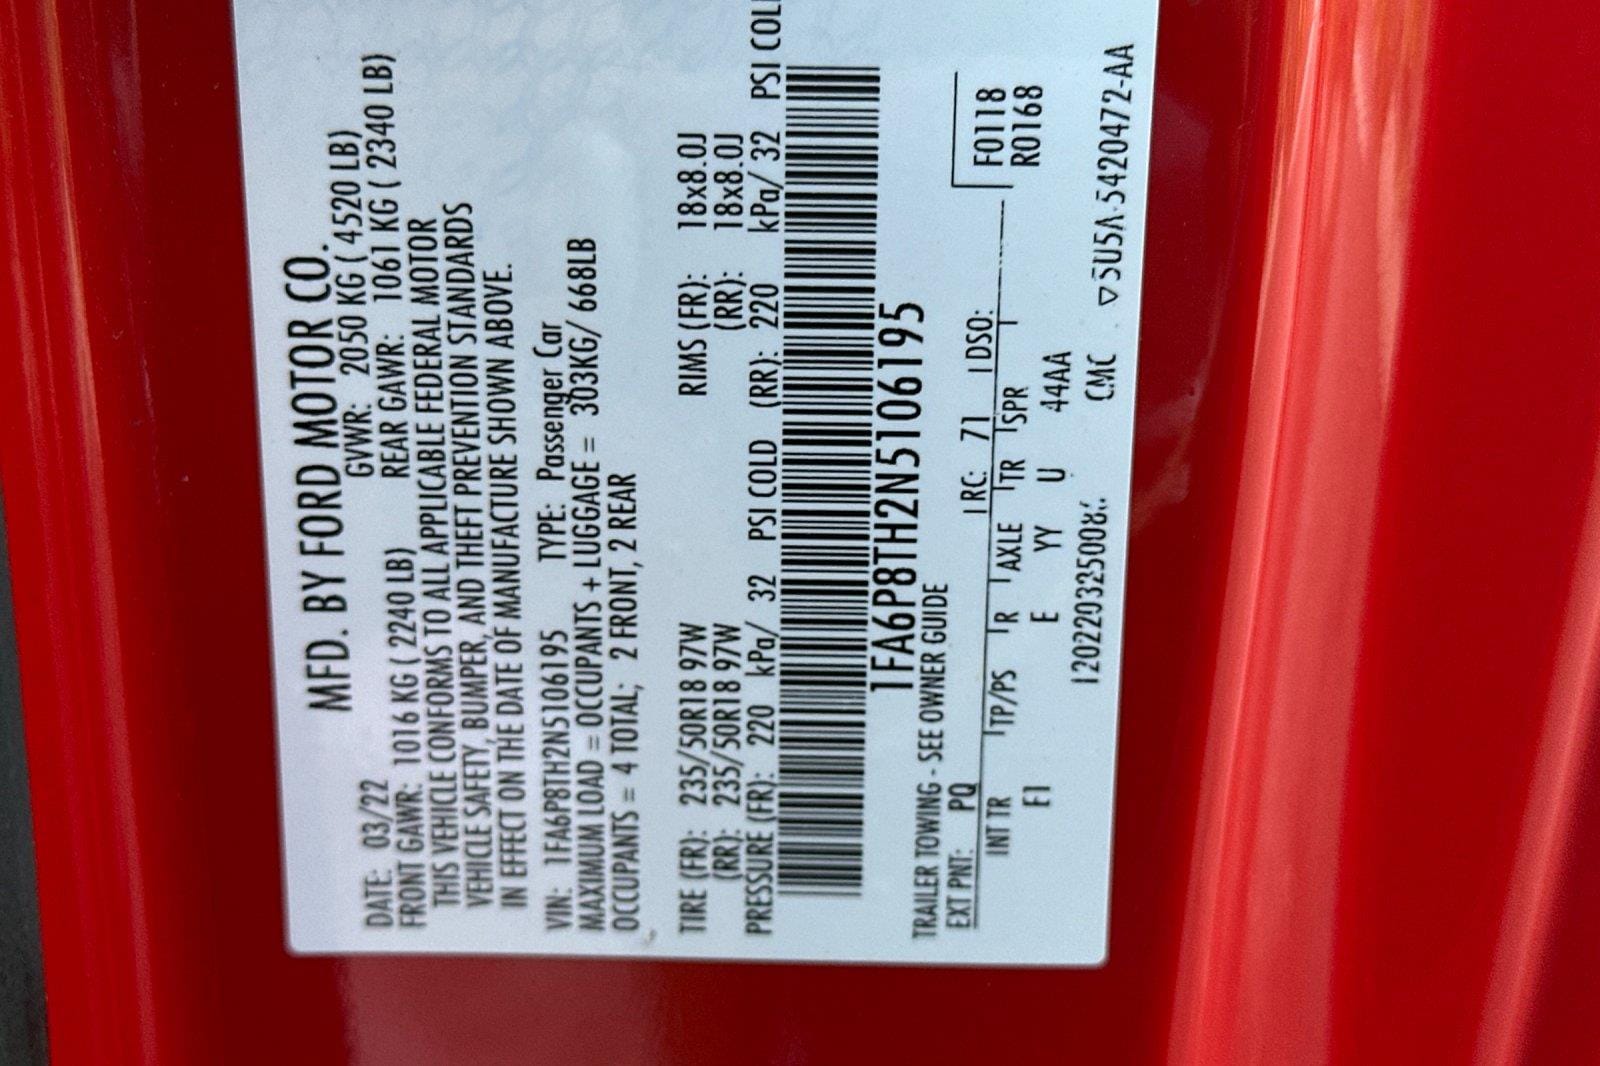 MFD. BY FORD MOTOR CO.
DATE: 03/22 GVWR: 2050 KG ( 4520 LB)
FRONT GAWR: 1016 KG ( 2240 LB) REAR GAWR: 1061 KG ( 2340 LB)
THIS VEHICLE CONFORMS TO ALL APPLICABLE FEDERAL MOTOR
VEHICLE SAFETY, BUMPER, AND THEFT PREVENTION STANDARDS
IN EFFECT ON THE DATE OF MANUFACTURE SHOWN ABOVE.
VIN: 1FA6P8TH2N5106195 TYPE: Passenger Car
MAXIMUM LOAD = OCCUPANTS + LUGGAGE = 303KG/ 668LB
OCCUPANTS = 4 TOTAL; 2 FRONT, 2 REAR
TIRE (FR): 235/50R18 97W RIMS (FR): 18x8.0J
(RR): 235/50R18 97W (RR): 18x8.0J
PRESSURE (FR): 220 kPa/ 32 PSI COLD (RR): 220 kPa/ 32 PSI COLD
1FA6P8TH2N5106195
TRAILER TOWING - SEE OWNER GUIDE
EXT PNT: PQ RC: 71 DSO:
F0118
R0168
INT TR TP/PS R AXLE TR SPR
EI E YY U 44AA
CMC